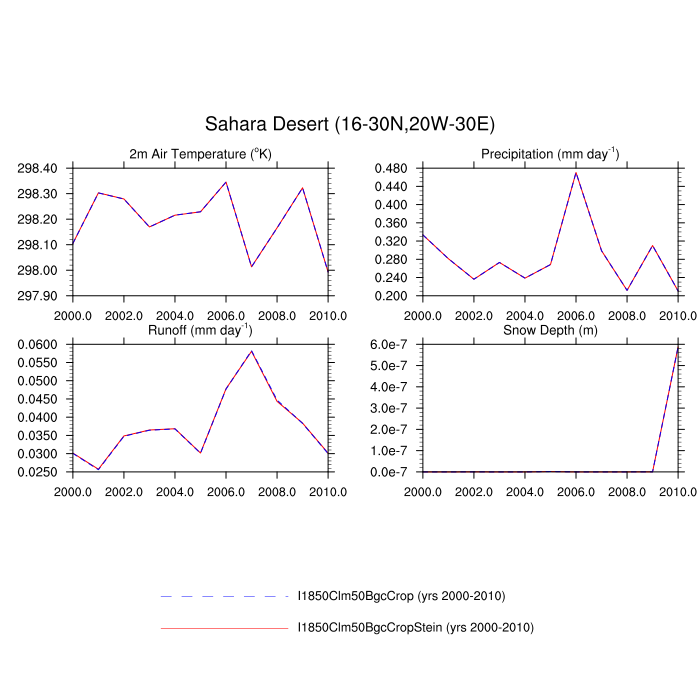 Sahara Desert (16-30N,20W-30E)
2m Air Temperature (°K)
298.40
298.30
298.20
298.10
298.00
297.90
2000.0 2002.0 2004.0 2006.0 2008.0 2010.0
Precipitation (mm day⁻¹)
0.480
0.440
0.400
0.360
0.320
0.280
0.240
0.200
2000.0 2002.0 2004.0 2006.0 2008.0 2010.0
Runoff (mm day⁻¹)
0.0600
0.0550
0.0500
0.0450
0.0400
0.0350
0.0300
0.0250
2000.0 2002.0 2004.0 2006.0 2008.0 2010.0
Snow Depth (m)
6.0e-7
5.0e-7
4.0e-7
3.0e-7
2.0e-7
1.0e-7
0.0e-7
2000.0 2002.0 2004.0 2006.0 2008.0 2010.0
I1850Clm50BgcCrop (yrs 2000-2010)
I1850Clm50BgcCropStein (yrs 2000-2010)